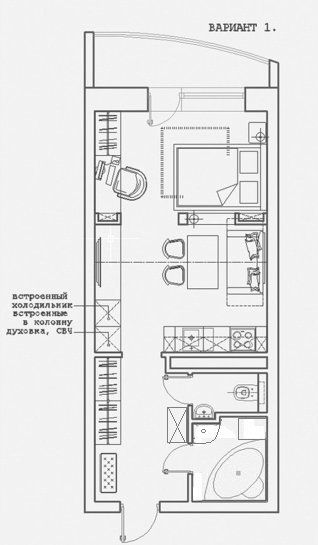 ВАРИАНТ 1.
встроенный
холодильник
встроенные
в колонну
духовка, СВЧ